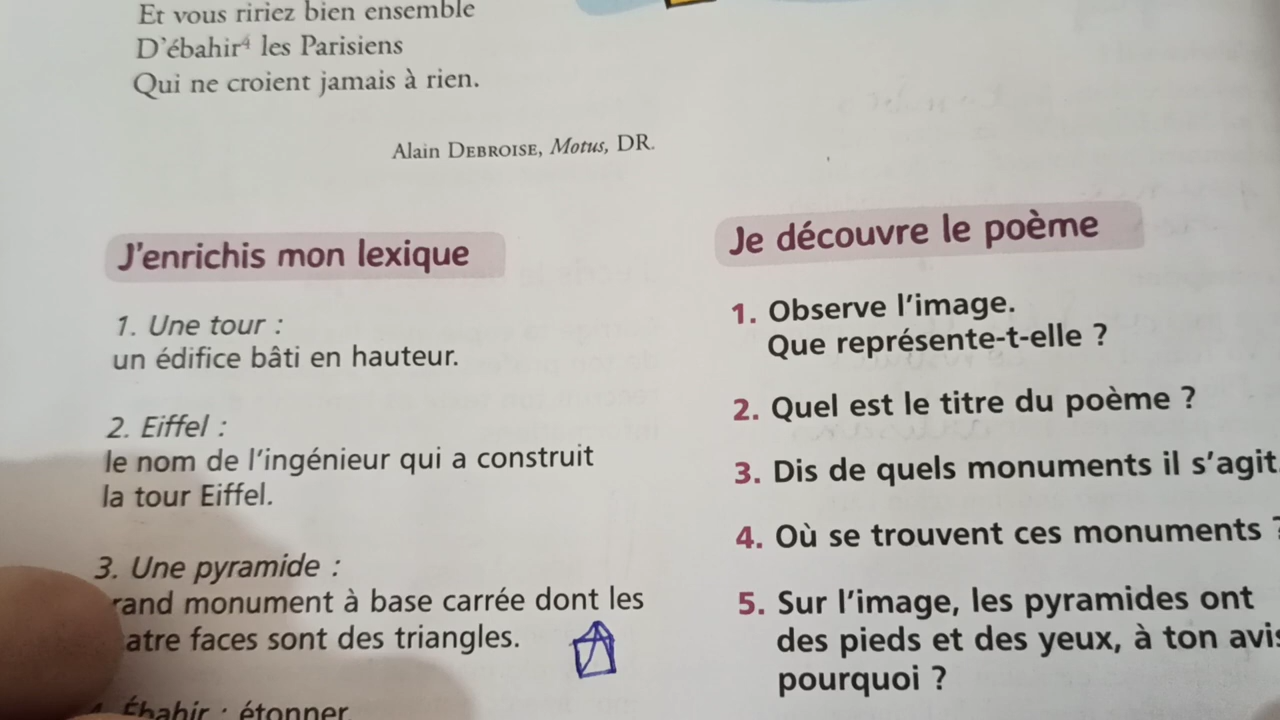 Et vous ririez bien ensemble
D'ébahir⁴ les Parisiens
Qui ne croient jamais à rien.
Alain DEBROISE, Motus, DR.
J'enrichis mon lexique
1. Une tour :
un édifice bâti en hauteur.
2. Eiffel :
le nom de l'ingénieur qui a construit
la tour Eiffel.
3. Une pyramide :
monument à base carrée dont les
faces sont des triangles.
Ébahir : étonner
Je découvre le poème
1. Observe l'image.
Que représente-t-elle ?
2. Quel est le titre du poème ?
3. Dis de quels monuments il s'agit.
4. Où se trouvent ces monuments ?
5. Sur l'image, les pyramides ont
des pieds et des yeux, à ton avis
pourquoi ?